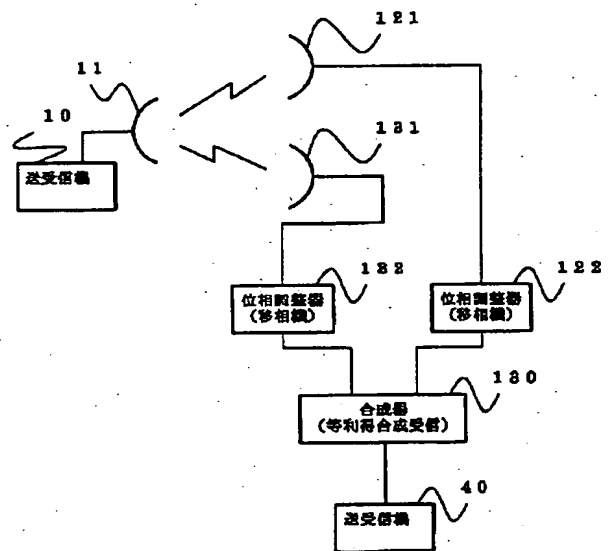 121
11
10
送受信機
131
132
位相調整器
(移相機)
122
位相調整器
(移相機)
130
合成器
(等利得合成受信)
40
送受信機